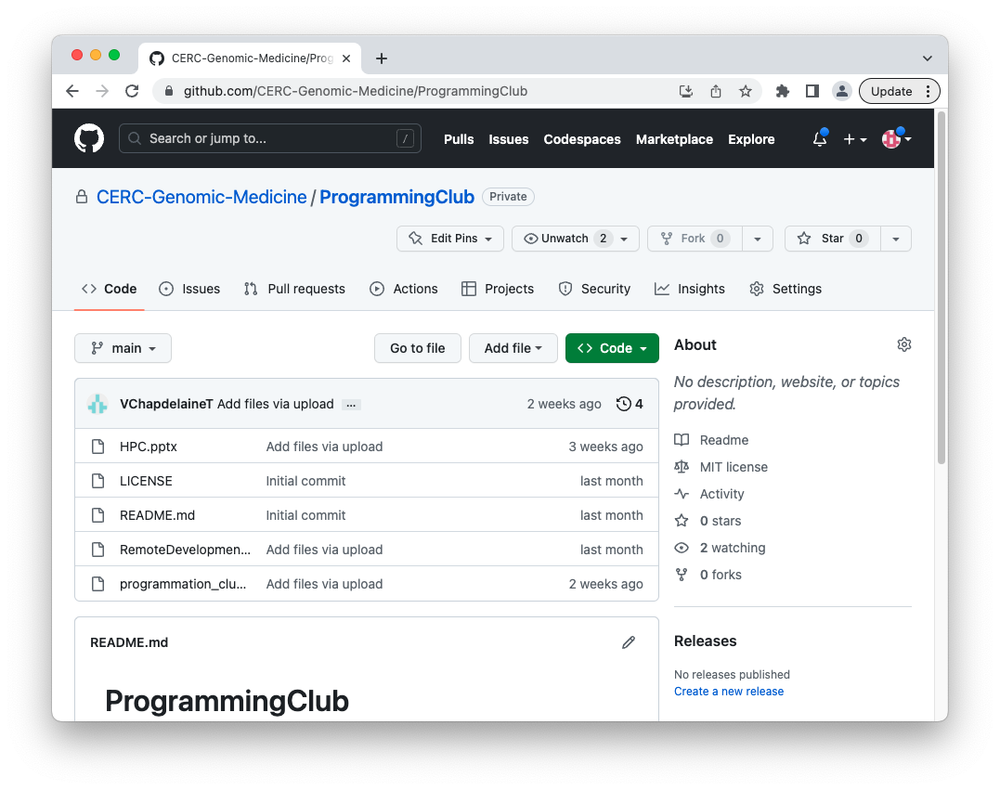 CERC-Genomic-Medicine/Prog
github.com/CERC-Genomic-Medicine/ProgrammingClub
Update
Search or jump to...
/
Pulls Issues Codespaces Marketplace Explore
CERC-Genomic-Medicine / ProgrammingClub Private
Edit Pins Unwatch 2 Fork 0 Star 0
Code Issues Pull requests Actions Projects Security Insights Settings
main Go to file Add file Code
VChapdelaineT Add files via upload ... 2 weeks ago 4
HPC.pptx Add files via upload 3 weeks ago
LICENSE Initial commit last month
README.md Initial commit last month
RemoteDevelopmen... Add files via upload last month
programmation_clu... Add files via upload 2 weeks ago
README.md
ProgrammingClub
About
No description, website, or topics
provided.
Readme
MIT license
Activity
0 stars
2 watching
0 forks
Releases
No releases published
Create a new release